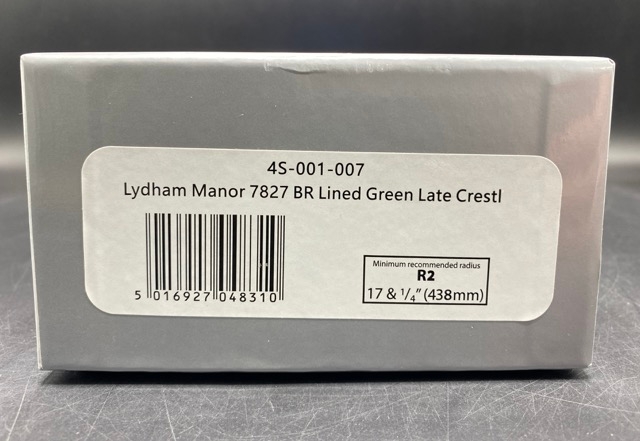 4S-001-007
Lydham Manor 7827 BR Lined Green Late Crestl
5 016927 048310
Minimum recommended radius
R2
17 & 1/4" (438mm)